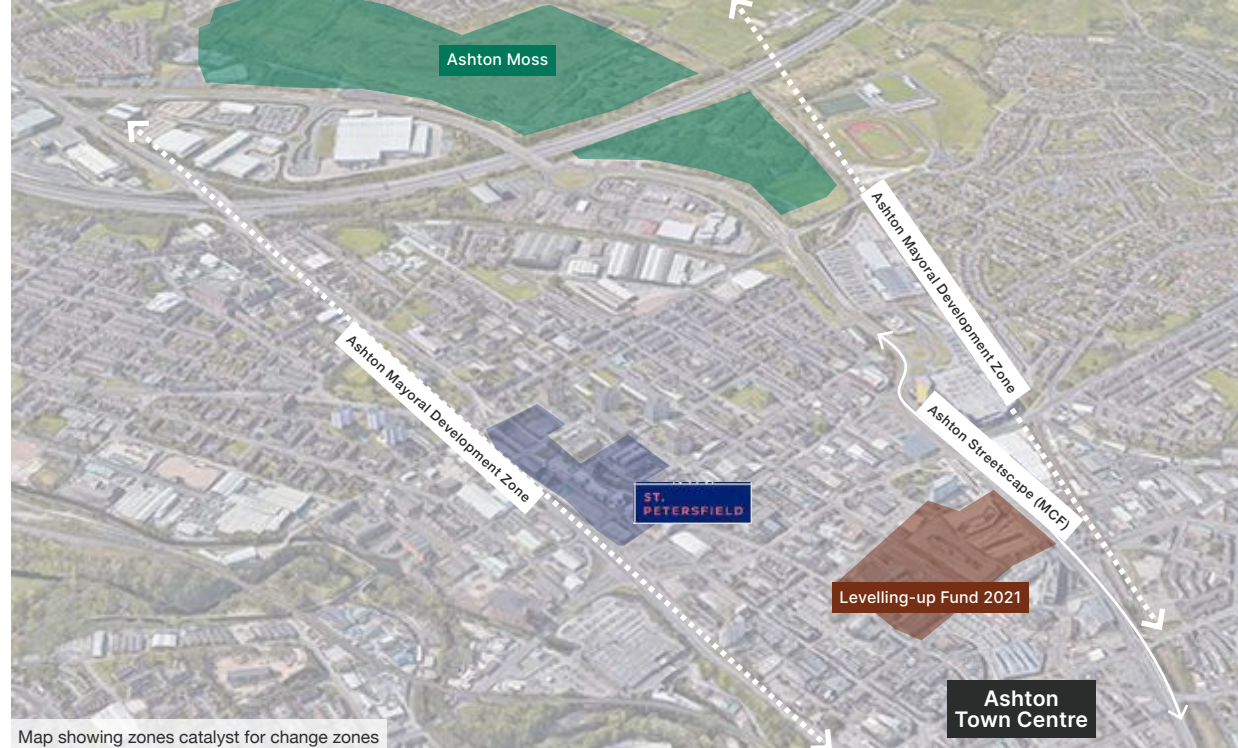 Ashton Moss
Ashton Mayoral Development Zone
Ashton Mayoral Development Zone
Ashton Streetscape (MCF)
ST.
PETERSFIELD
Levelling-up Fund 2021
Ashton
Town Centre
Map showing zones catalyst for change zones